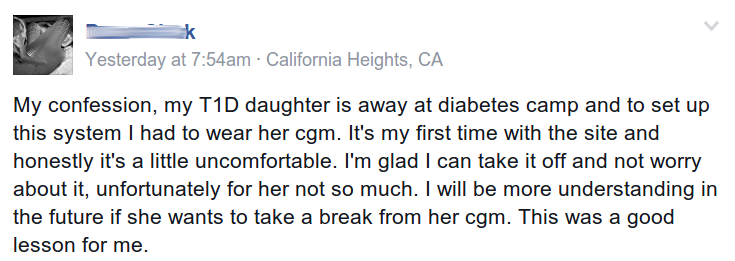 k
Yesterday at 7:54am · California Heights, CA
My confession, my T1D daughter is away at diabetes camp and to set up
this system I had to wear her cgm. It's my first time with the site and
honestly it's a little uncomfortable. I'm glad I can take it off and not worry
about it, unfortunately for her not so much. I will be more understanding in
the future if she wants to take a break from her cgm. This was a good
lesson for me.